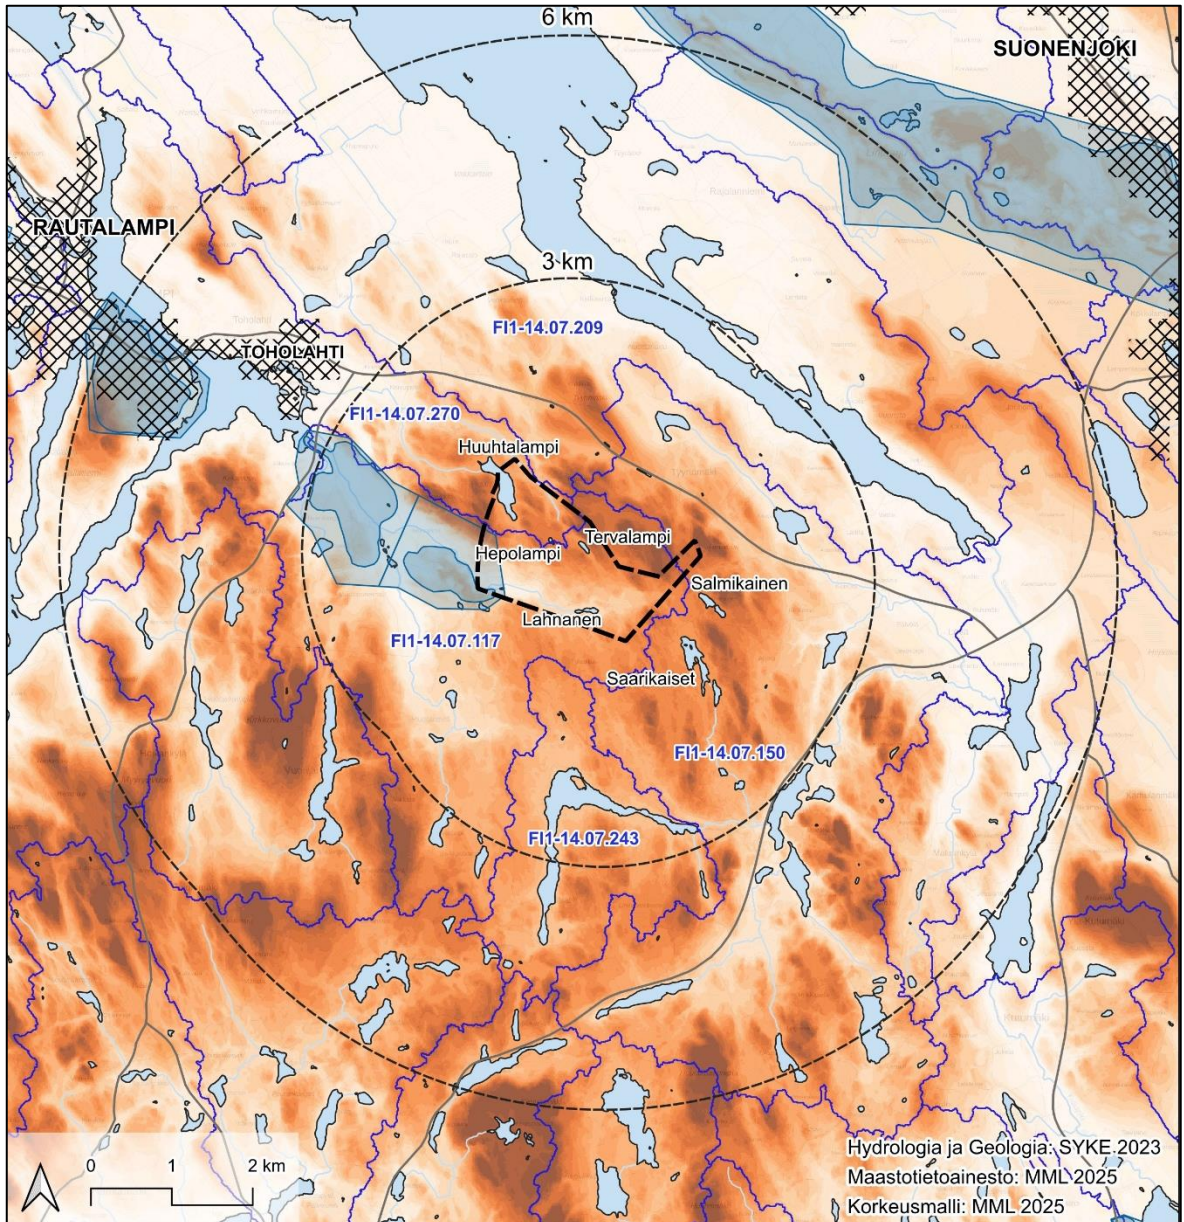 6 km
SUONENJOKI
RAUTALAMPI
3 km
FI1-14.07.209
TOHOLAHTI
FI1-14.07.270
Huuhtalampi
Tervalampi
Hepolampi
Salmikainen
Lahnanen
FI1-14.07.117
Saarikaiset
FI1-14.07.150
FI1-14.07.243
Hydrologia ja Geologia: SYKE 2023
0 1 2 km
Maastotietoainesto: MML 2025
Korkeusmalli: MML 2025